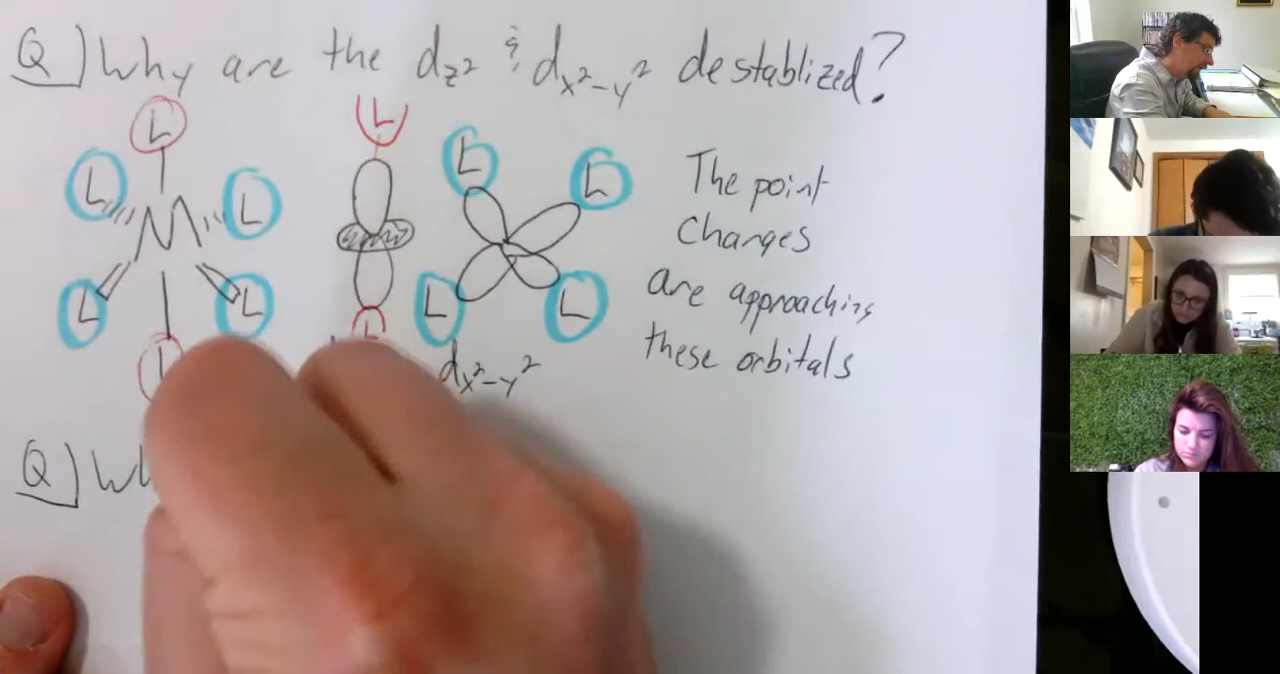 Q) Why are the dz² & dx²-y² destablized?
L
L
L
L
M
L
L
L
L
L
L
L
L
L
dx²-y²
The point
Charges
are approaching
these orbitals
Q) Wh